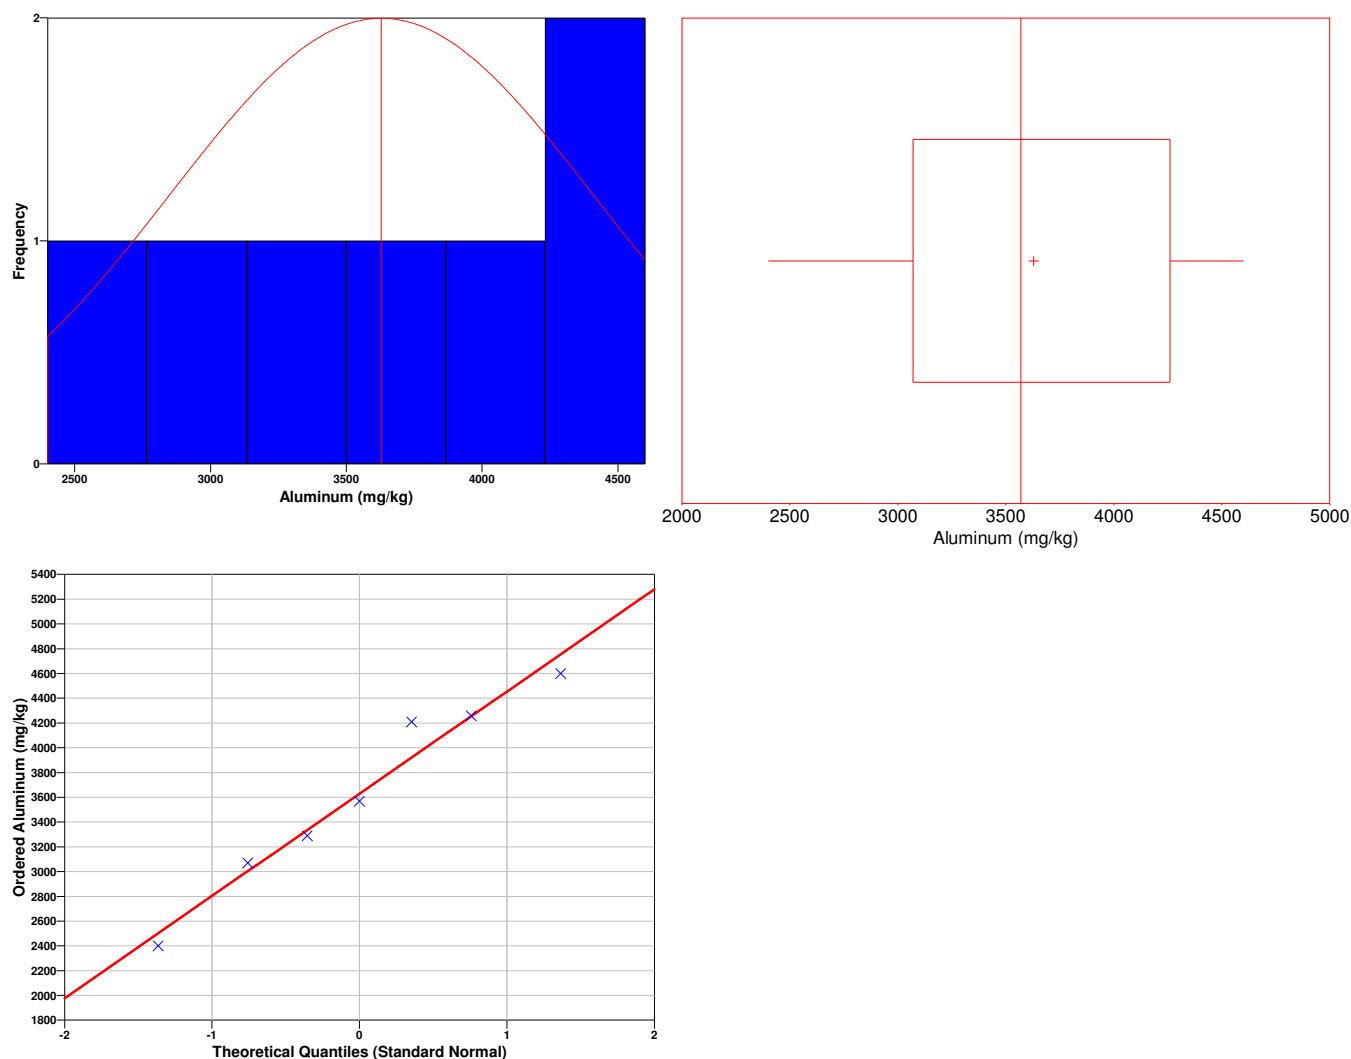 2
1
0
Frequency
2500 3000 3500 4000 4500
Aluminum (mg/kg)
2000 2500 3000 3500 4000 4500 5000
Aluminum (mg/kg)
5400
5200
5000
4800
4600
4400
4200
4000
3800
3600
3400
3200
3000
2800
2600
2400
2200
2000
1800
Ordered Aluminum (mg/kg)
-2 -1 0 1 2
Theoretical Quantiles (Standard Normal)